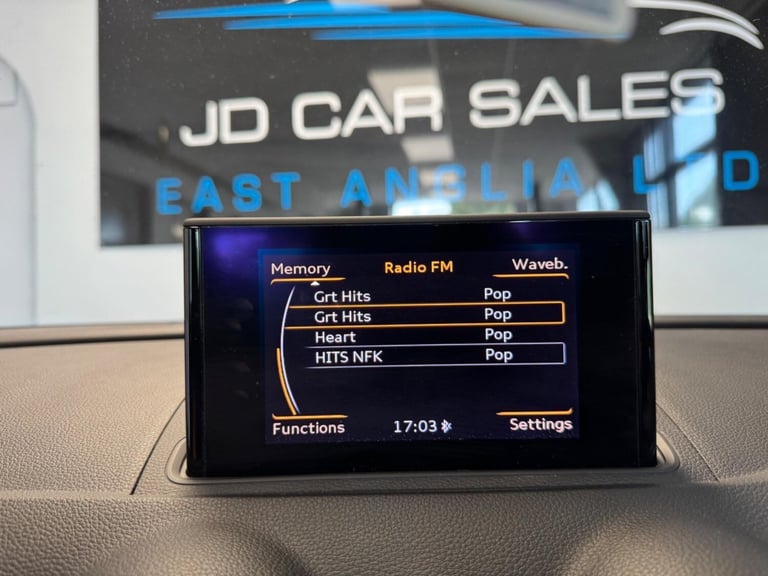 JD CAR SALES
EAST ANGLIA LTD
Memory Radio FM Waveb.
Grt Hits Pop
Grt Hits Pop
Heart Pop
HITS NFK Pop
Functions 17:03 Settings